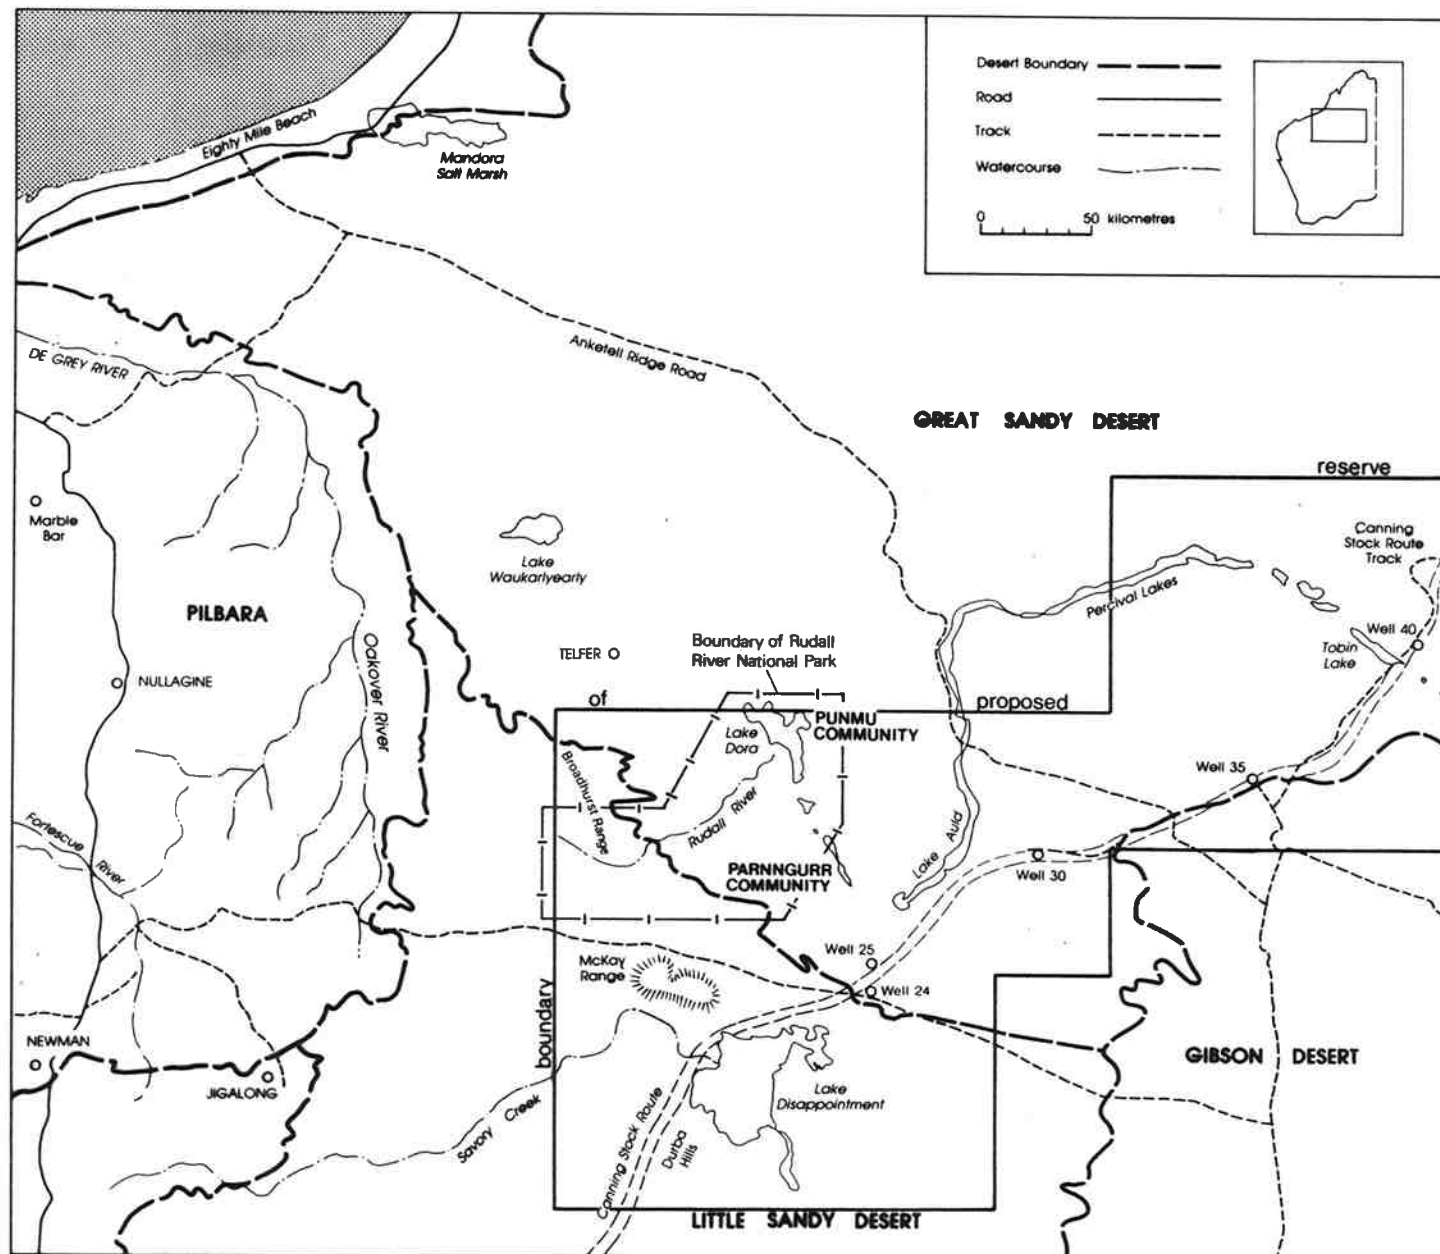 Desert Boundary
Road
Track
Watercourse
0 50 kilometres
Eighty Mile Beach
Mandora
Salt Marsh
DE GREY RIVER
Anketell Ridge Road
GREAT SANDY DESERT
reserve
Marble
Bar
Canning
Stock Route
Track
Lake
Waukarlyearly
Percival Lakes
PILBARA
Well 40
Tobin
Lake
Oakover River
TELFER
Boundary of Rudall
River National Park
NULLAGINE
of
proposed
PUNMU
COMMUNITY
Lake
Dora
Broadhurst Range
Well 35
Rudall River
Lake Auld
Fortescue
River
PARNNGURR
COMMUNITY
Well 30
Well 25
McKay
Range
Well 24
boundary
NEWMAN
JIGALONG
GIBSON DESERT
Lake
Disappointment
Savory Creek
Canning Stock Route
Durba
Hills
LITTLE SANDY DESERT